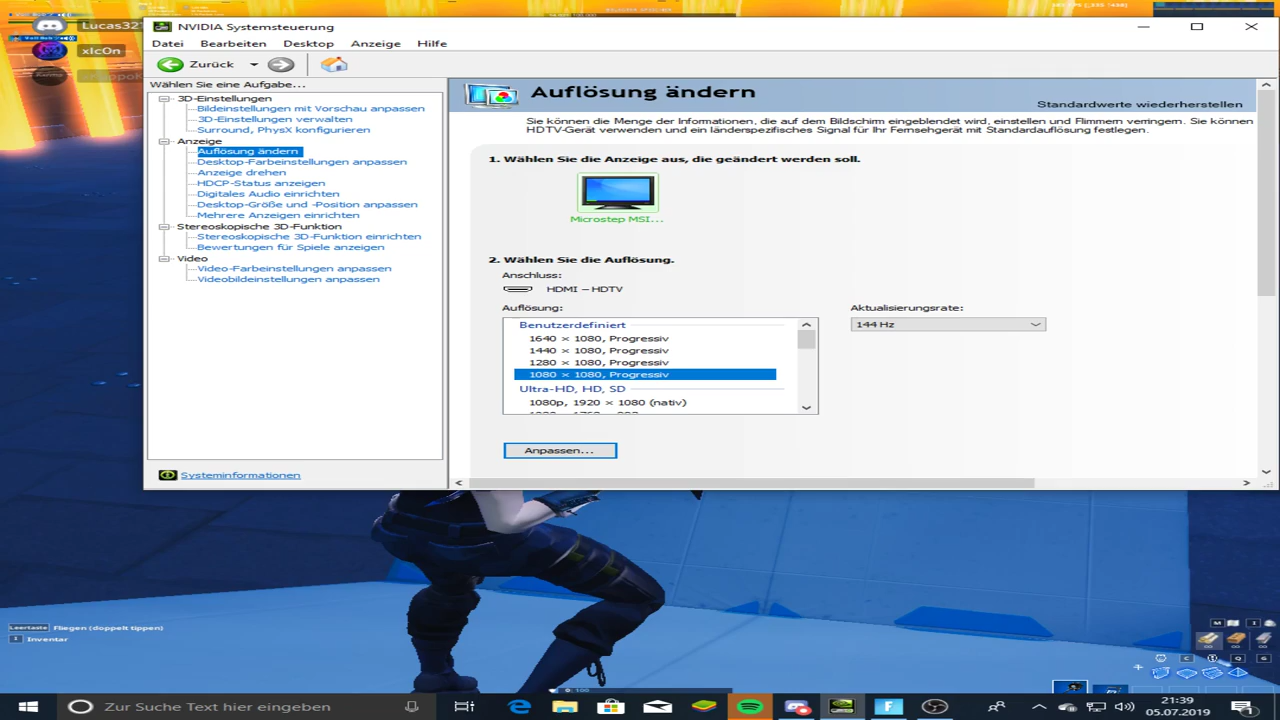 Lucas32
NVIDIA Systemsteuerung
xIcOn
Datei Bearbeiten Desktop Anzeige Hilfe
Zurück
Wählen Sie eine Aufgabe...
3D-Einstellungen
Bildeinstellungen mit Vorschau anpassen
3D-Einstellungen verwalten
Surround, PhysX konfigurieren
Anzeige
Auflösung ändern
Desktop-Farbeinstellungen anpassen
Anzeige drehen
HDCP-Status anzeigen
Digitales Audio einrichten
Desktop-Größe und -Position anpassen
Mehrere Anzeigen einrichten
Stereoskopische 3D-Funktion
Stereoskopische 3D-Funktion einrichten
Bewertungen für Spiele anzeigen
Video
Video-Farbeinstellungen anpassen
Videobildeinstellungen anpassen
Systeminformationen
Auflösung ändern
Standardwerte wiederherstellen
Sie können die Menge der Informationen, die auf dem Bildschirm eingeblendet wird, einstellen und Flimmern verringern. Sie können
HDTV-Gerät verwenden und ein länderspezifisches Signal für Ihr Fernsehgerät mit Standardauflösung festlegen.
1. Wählen Sie die Anzeige aus, die geändert werden soll.
Microstep MSI...
2. Wählen Sie die Auflösung.
Anschluss:
HDMI – HDTV
Auflösung:
Aktualisierungsrate:
144 Hz
Benutzerdefiniert
1640 × 1080, Progressiv
1440 × 1080, Progressiv
1280 × 1080, Progressiv
1080 × 1080, Progressiv
Ultra-HD, HD, SD
1080p, 1920 × 1080 (nativ)
Anpassen...
Leertaste Fliegen (doppelt tippen)
I Inventar
M I
C Q G
100
Zur Suche Text hier eingeben
21:39
05.07.2019
1